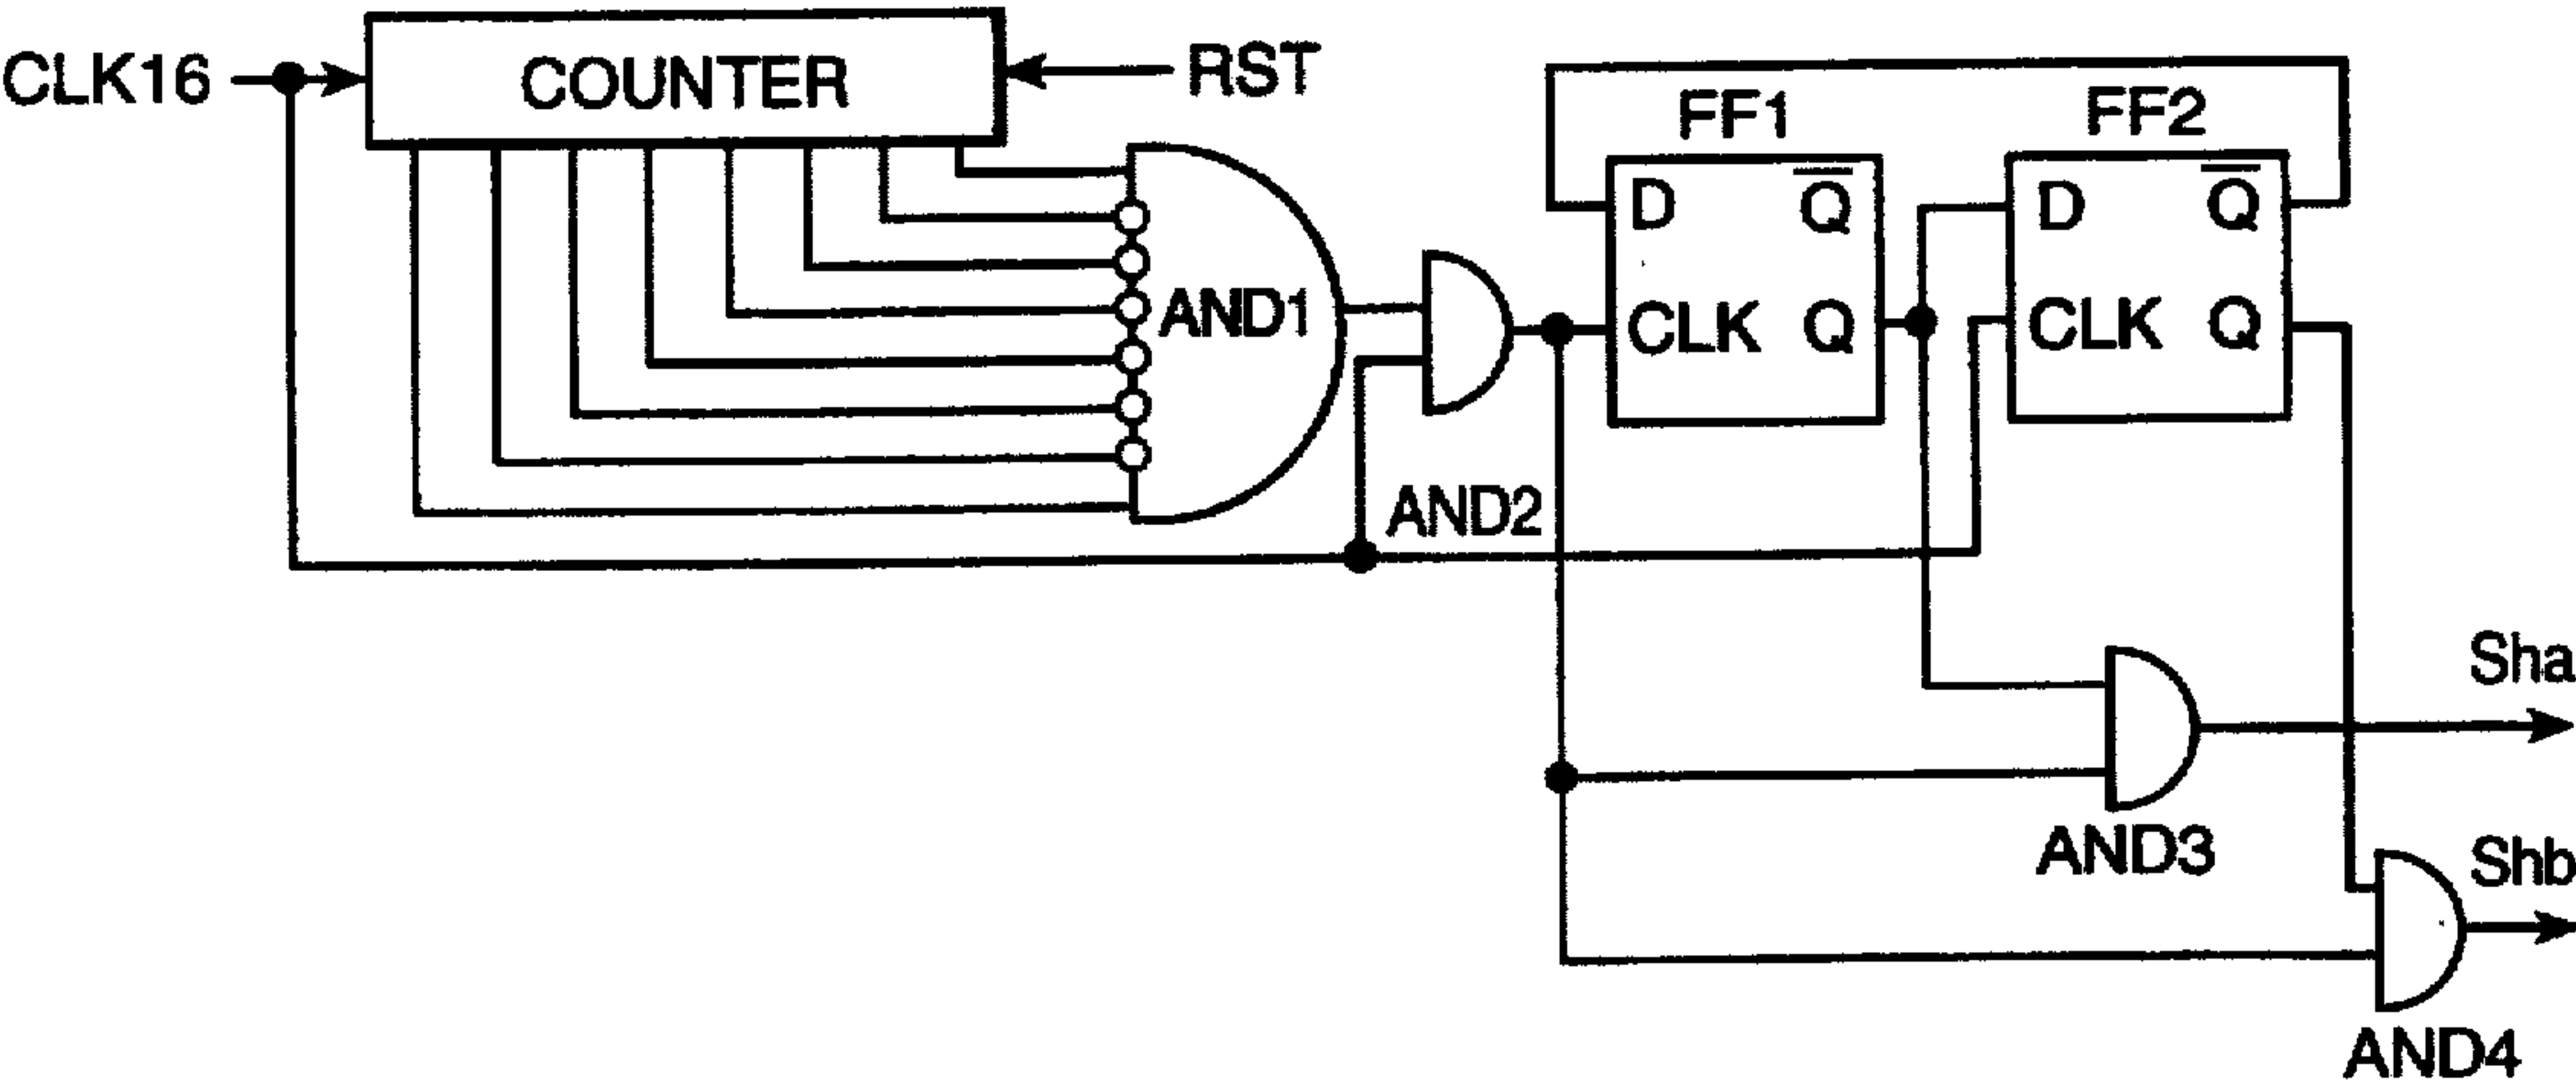 CLK16
COUNTER
RST
FF1
FF2
D
Q
D
Q
AND1
CLK
Q
CLK
Q
AND2
Sha
AND3
Shb
AND4